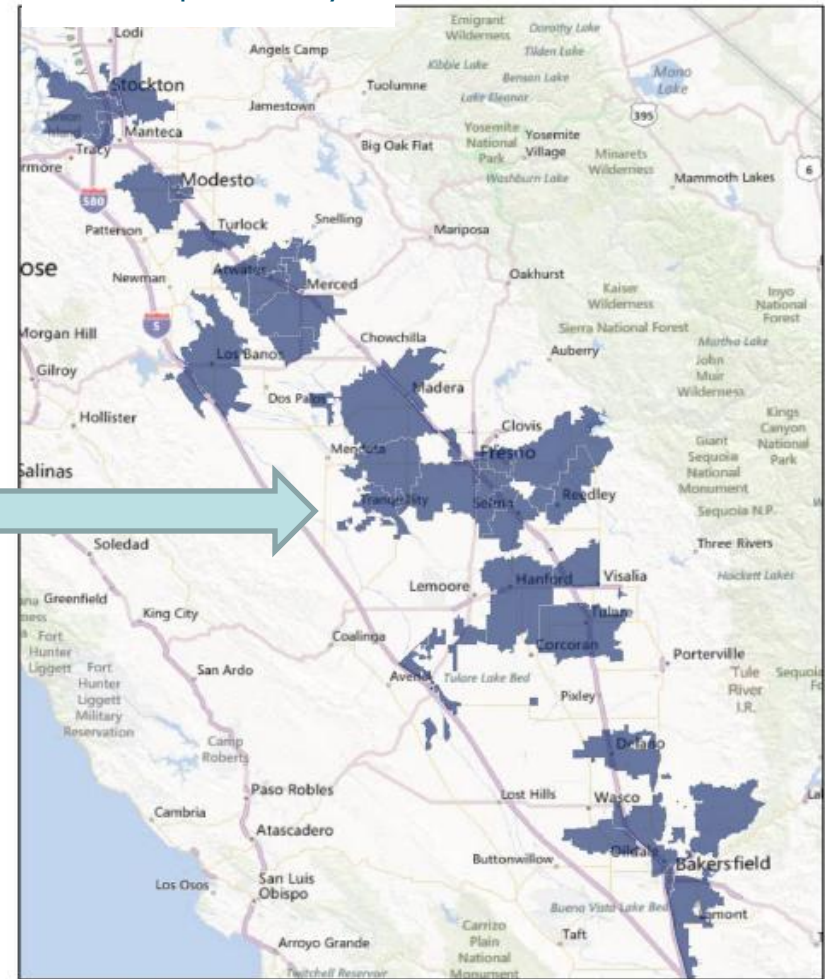 Lodi
Emigrant
Wilderness
Dorothy Lake
Angels Camp
Tilden Lake
Kibbie Lake
Benson Lake
Mono
Lake
Stockton
Tuolumne
Lake Eleanor
Jamestown
395
Manteca
Yosemite
National
Park
Yosemite
Village
Big Oak Flat
Minarets
Wilderness
Tracy
rmore
6
Washburn Lake
Mammoth Lakes
Modesto
580
Snelling
Turlock
Patterson
Mariposa
ose
Atwater
Newman
Merced
Oakhurst
Kaiser
Wilderness
Inyo
National
Forest
5
Sierra National Forest
Morgan Hill
Chowchilla
Martha Lake
Los Banos
Auberry
John
Muir
Wilderness
Gilroy
Madera
Dos Palos
Hollister
Clovis
Kings
Canyon
National
Park
Mendota
Fresno
Giant
Sequoia
National
Monument
Salinas
Tranquillity
Selma
Reedley
Sequoia N.P.
Soledad
Three Rivers
Lemoore
Hanford
Visalia
Hockett Lakes
Greenfield
King City
Tulare
Fort
Hunter
Liggett
Fort
Hunter
Liggett
Military
Reservation
Coalinga
Corcoran
San Ardo
Porterville
Avenal
Tulare Lake Bed
Tule
River
I.R.
Sequoia
Pixley
Camp
Roberts
Delano
Paso Robles
Lost Hills
Wasco
Cambria
Atascadero
Oildale
Buttonwillow
Bakersfield
Los Osos
San Luis
Obispo
Buena Vista Lake Bed
Lamont
Carrizo
Plain
National
Monument
Taft
Arroyo Grande
Twitchell Reservoir